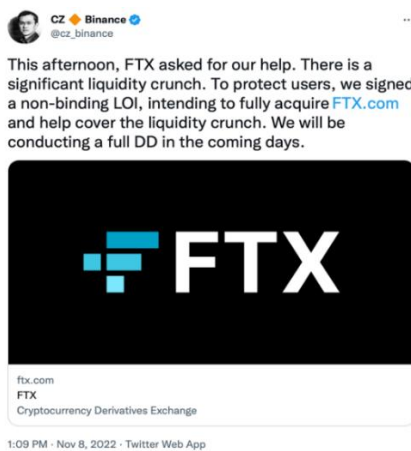 CZ 🔶 Binance
@cz_binance
This afternoon, FTX asked for our help. There is a
significant liquidity crunch. To protect users, we signed
a non-binding LOI, intending to fully acquire FTX.com
and help cover the liquidity crunch. We will be
conducting a full DD in the coming days.
FTX
ftx.com
FTX
Cryptocurrency Derivatives Exchange
1:09 PM · Nov 8, 2022 · Twitter Web App